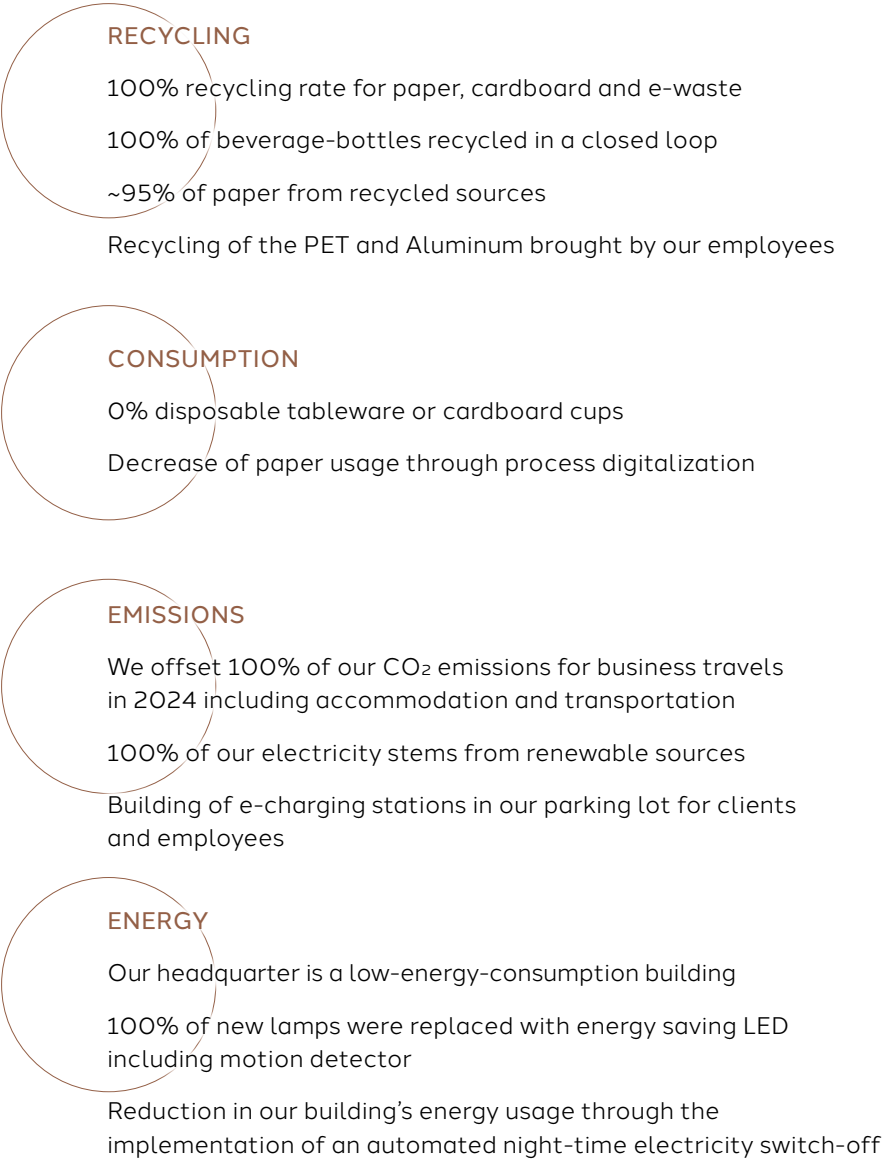 RECYCLING
100% recycling rate for paper, cardboard and e-waste
100% of beverage-bottles recycled in a closed loop
~95% of paper from recycled sources
Recycling of the PET and Aluminum brought by our employees
CONSUMPTION
0% disposable tableware or cardboard cups
Decrease of paper usage through process digitalization
EMISSIONS
We offset 100% of our CO₂ emissions for business travels
in 2024 including accommodation and transportation
100% of our electricity stems from renewable sources
Building of e-charging stations in our parking lot for clients
and employees
ENERGY
Our headquarter is a low-energy-consumption building
100% of new lamps were replaced with energy saving LED
including motion detector
Reduction in our building’s energy usage through the
implementation of an automated night-time electricity switch-off